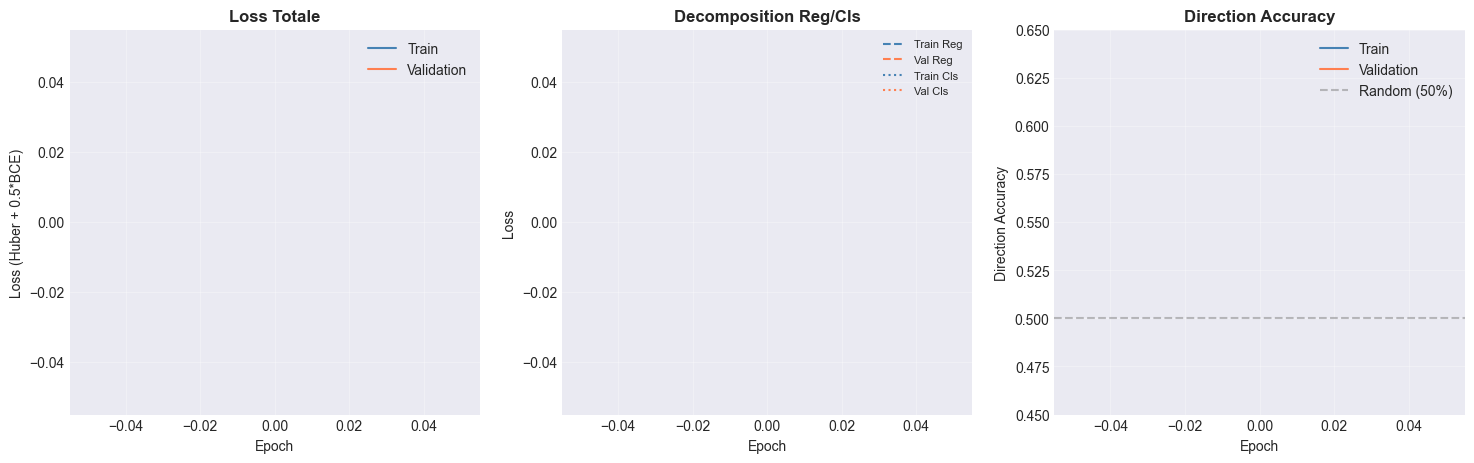 Loss Totale
Loss (Huber + 0.5*BCE)
0.04
0.02
0.00
−0.02
−0.04
Train
Validation
−0.04 −0.02 0.00 0.02 0.04
Epoch
Decomposition Reg/Cls
Loss
0.04
0.02
0.00
−0.02
−0.04
Train Reg
Val Reg
Train Cls
Val Cls
−0.04 −0.02 0.00 0.02 0.04
Epoch
Direction Accuracy
Direction Accuracy
0.650
0.625
0.600
0.575
0.550
0.525
0.500
0.475
0.450
Train
Validation
Random (50%)
−0.04 −0.02 0.00 0.02 0.04
Epoch